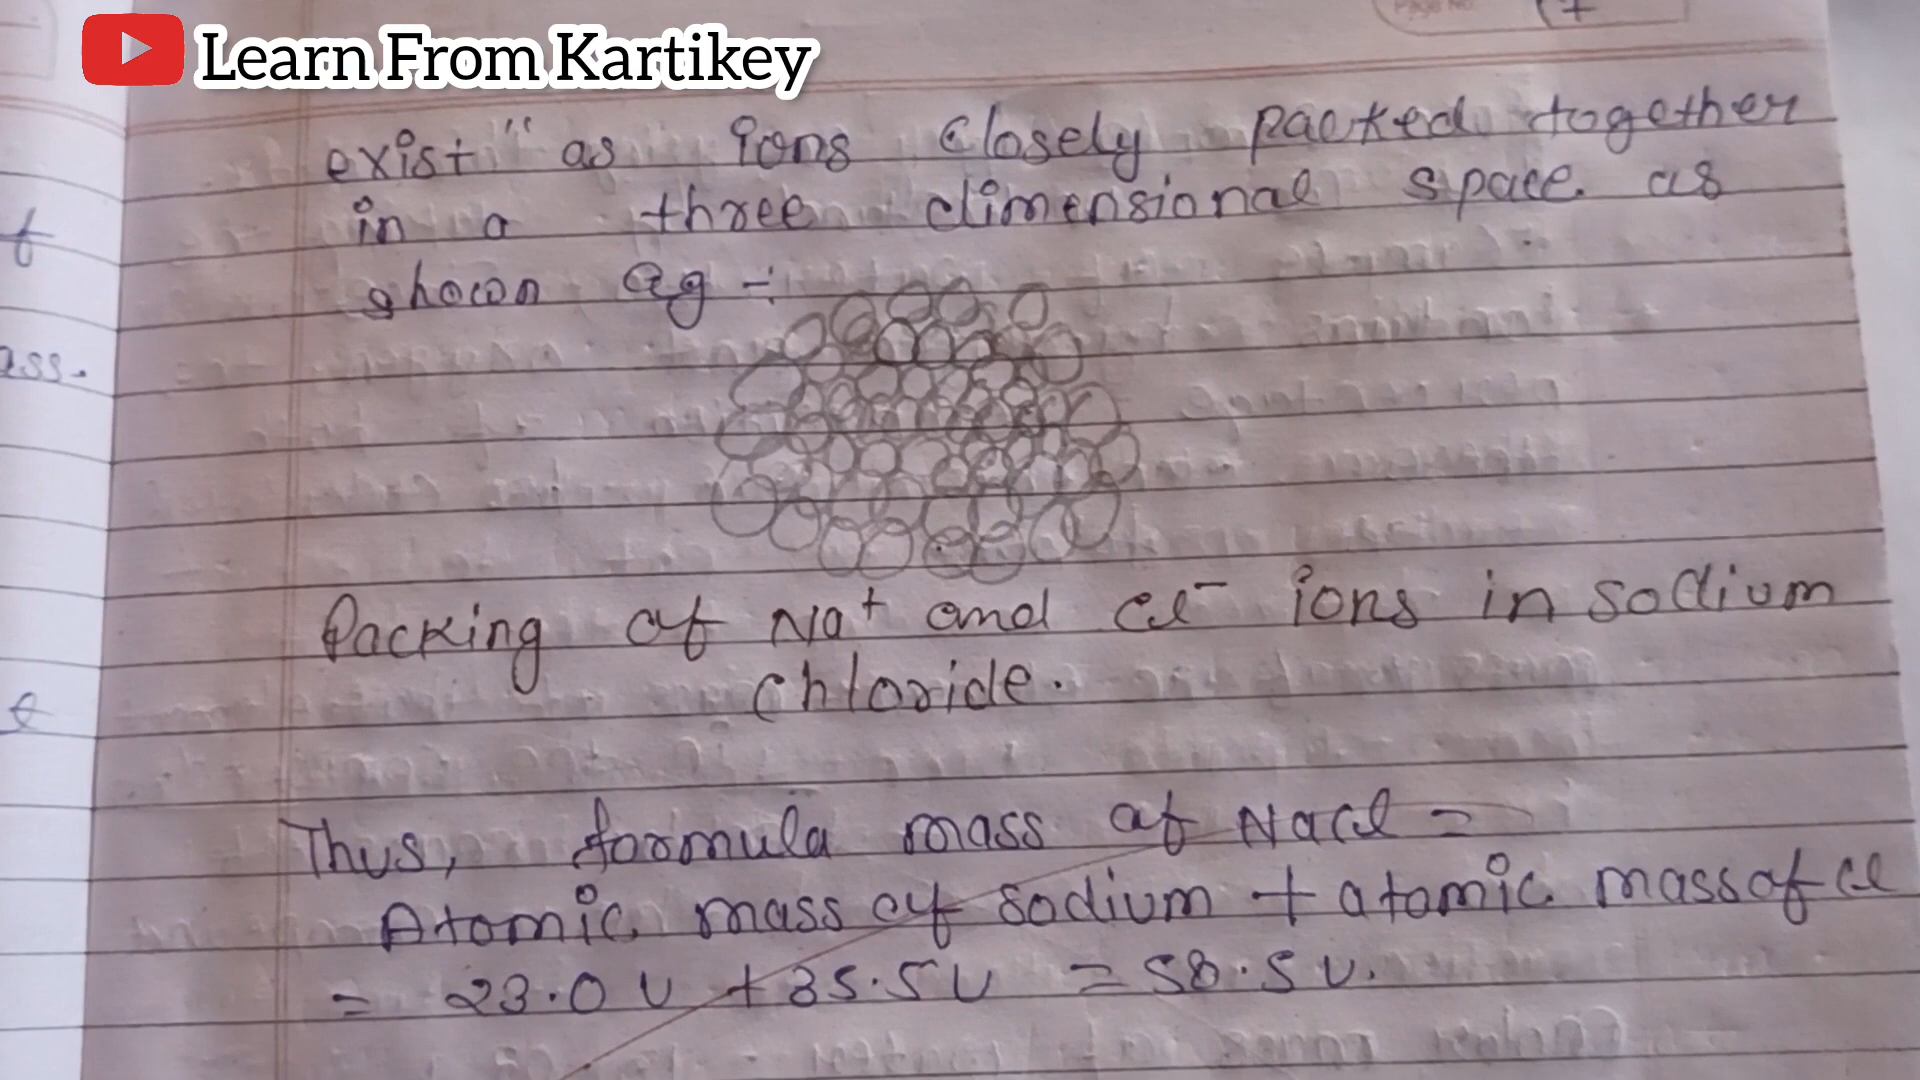 Learn From Kartikey
exist" as ions closely packed together
in a three dimensional space as
shown as :-
Packing of Na⁺ and Cl⁻ ions in sodium
chloride.
Thus, formula mass of NaCl =
Atomic mass of sodium + atomic mass of Cl
= 23.0 U + 35.5 U = 58.5 U.
ass.